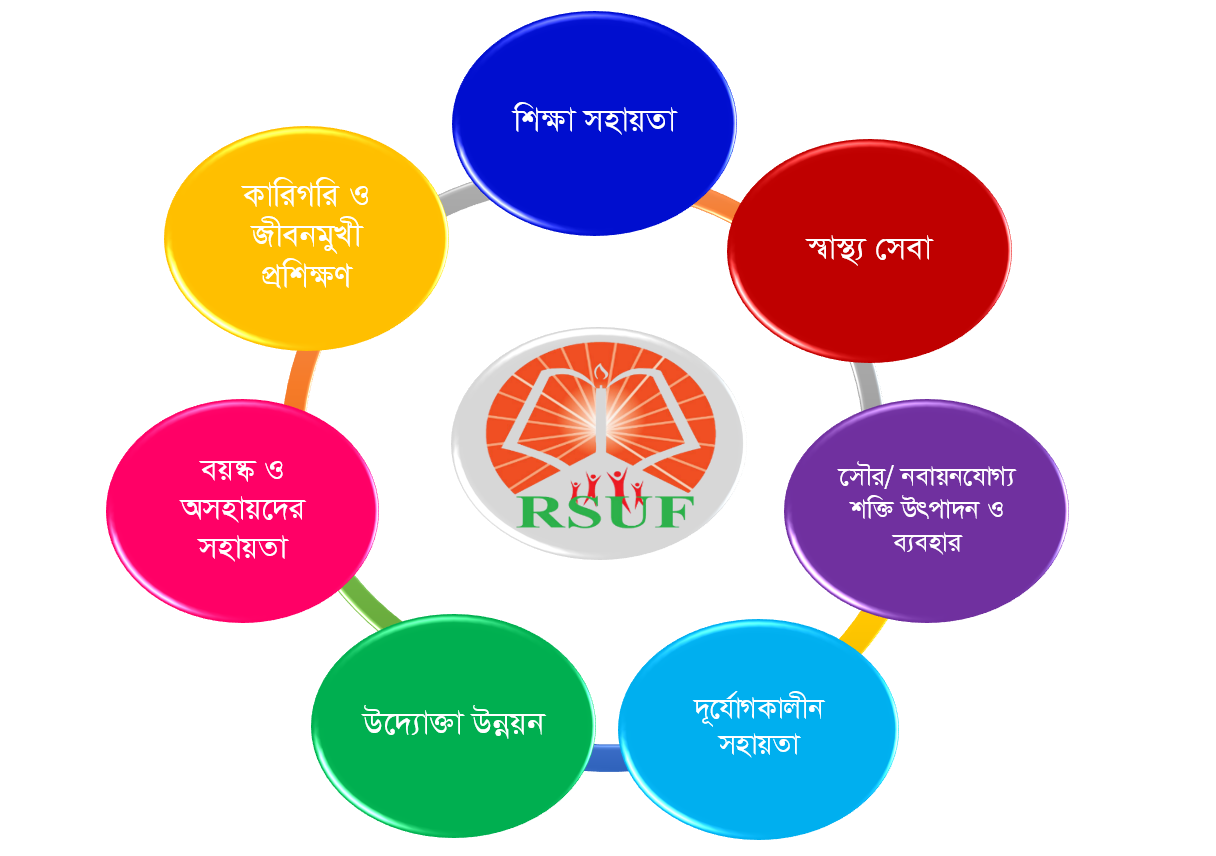 শিক্ষা সহায়তা
স্বাস্থ্য সেবা
সৌর/ নবায়নযোগ্য
শক্তি উৎপাদন ও
ব্যবহার
দূর্যোগকালীন
সহায়তা
উদ্যোক্তা উন্নয়ন
বয়ষ্ক ও
অসহায়দের
সহায়তা
কারিগরি ও
জীবনমুখী
প্রশিক্ষণ
RSUF